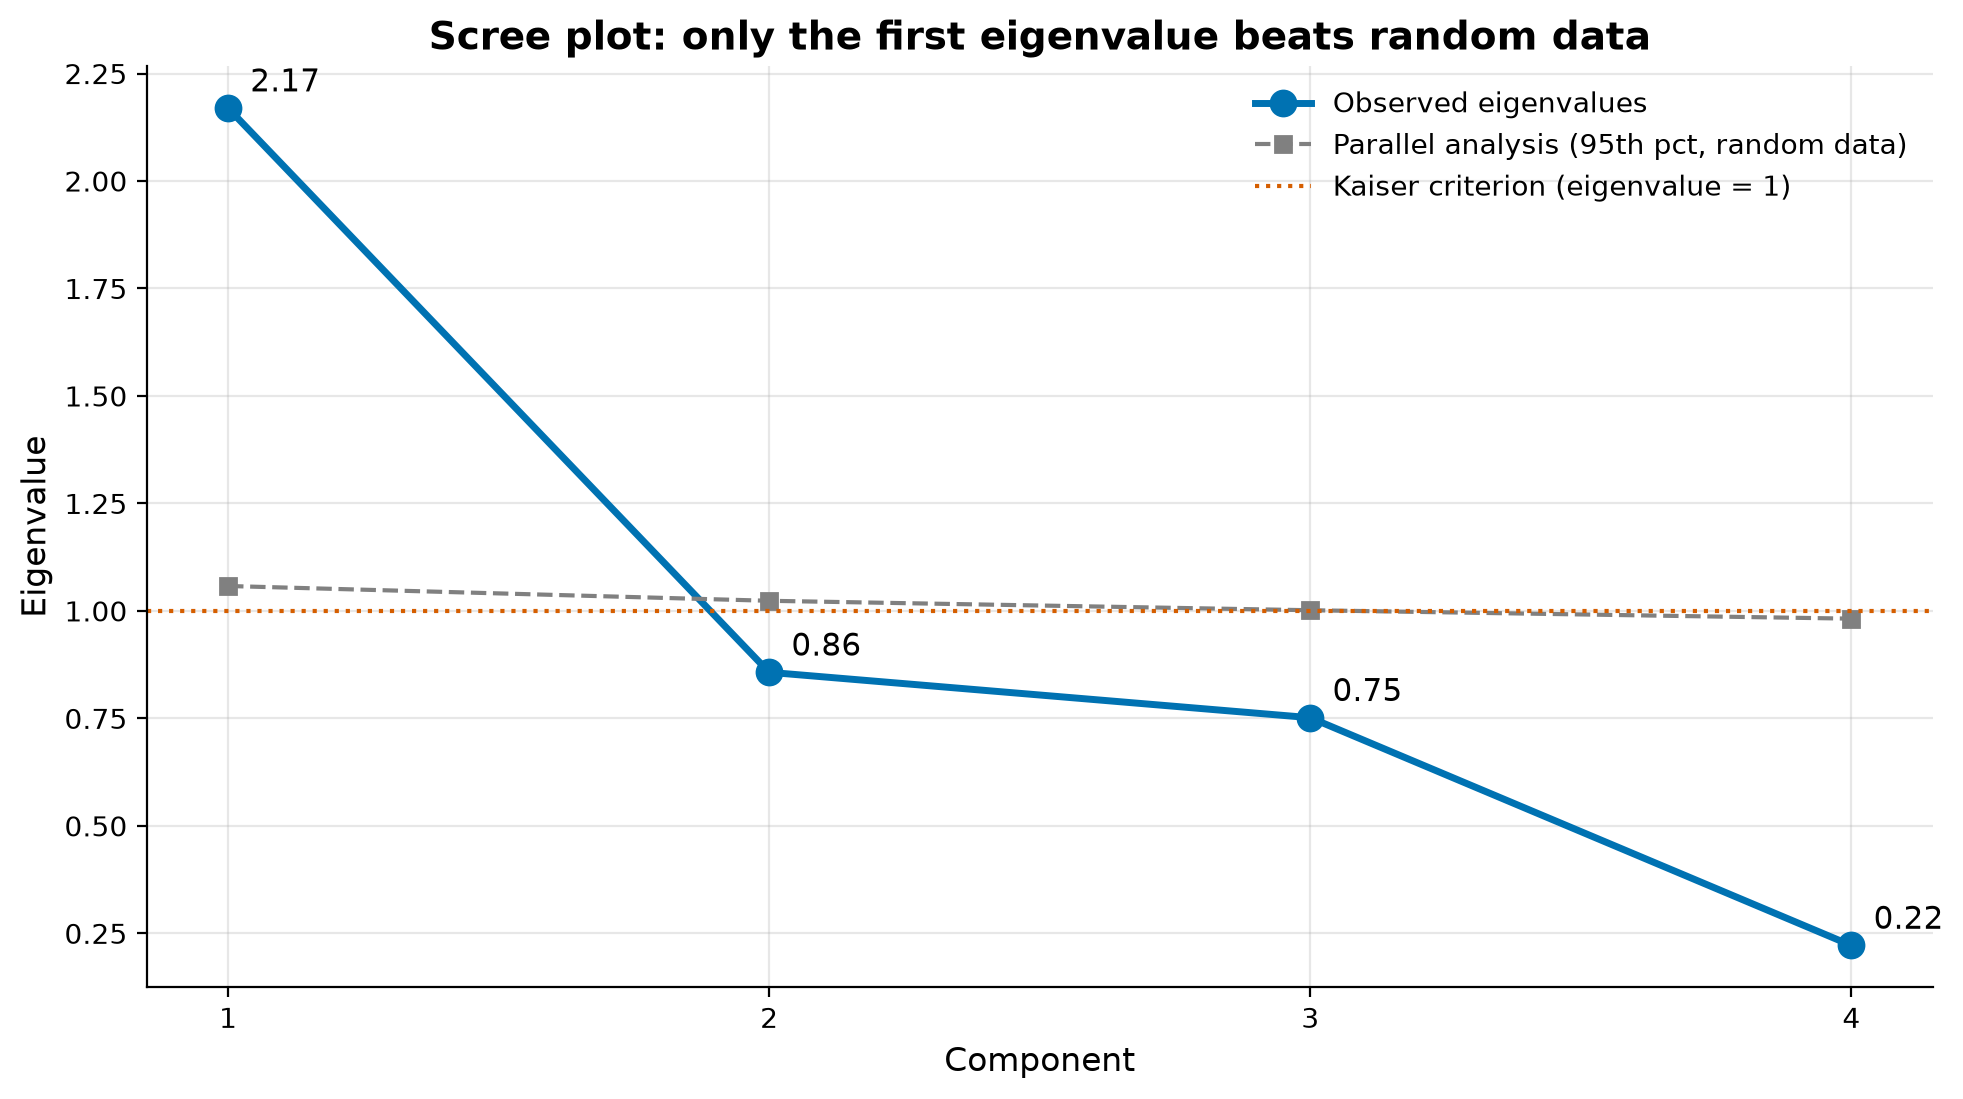 Scree plot: only the first eigenvalue beats random data
2.25
2.00
1.75
1.50
1.25
1.00
0.75
0.50
0.25
Eigenvalue
2.17
0.86
0.75
0.22
Observed eigenvalues
Parallel analysis (95th pct, random data)
Kaiser criterion (eigenvalue = 1)
1 2 3 4
Component